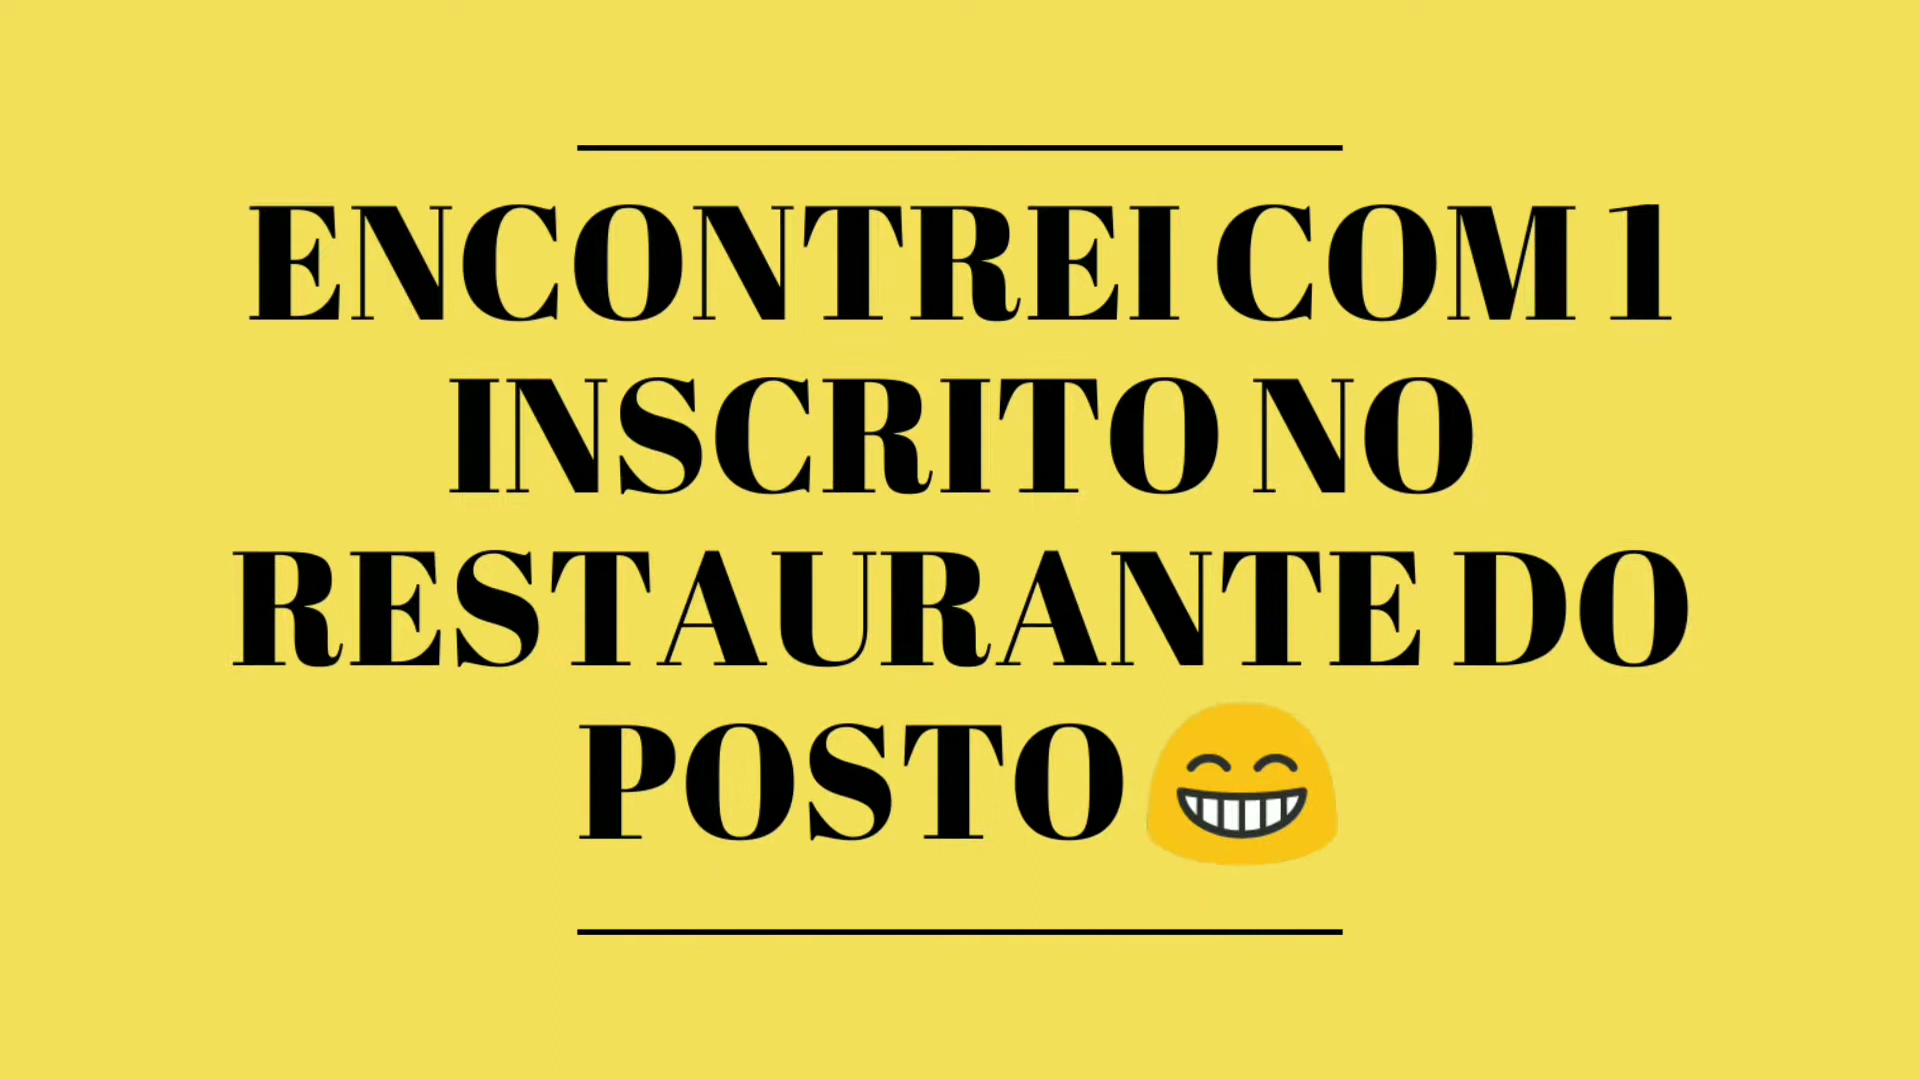 ENCONTREI COM 1
INSCRITO NO
RESTAURANTE DO
POSTO😁